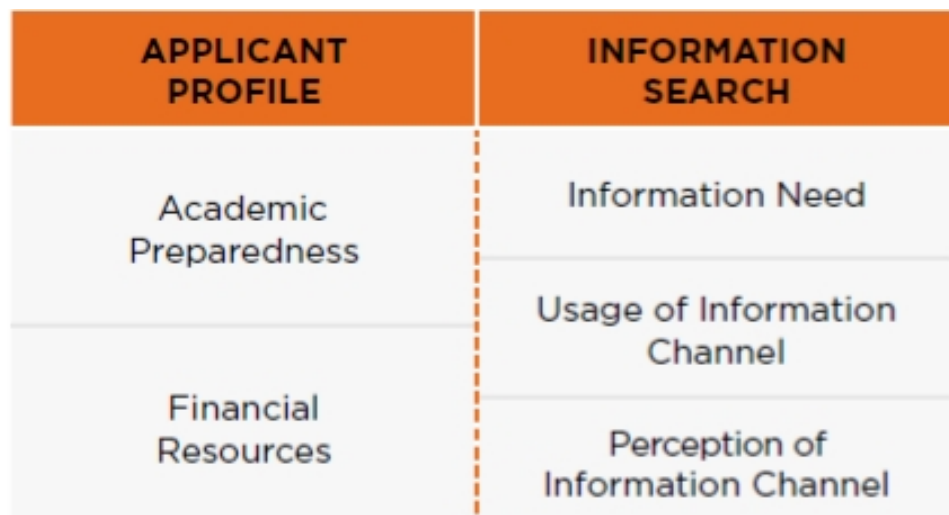 APPLICANT
PROFILE
INFORMATION
SEARCH
Academic
Preparedness
Financial
Resources
Information Need
Usage of Information
Channel
Perception of
Information Channel